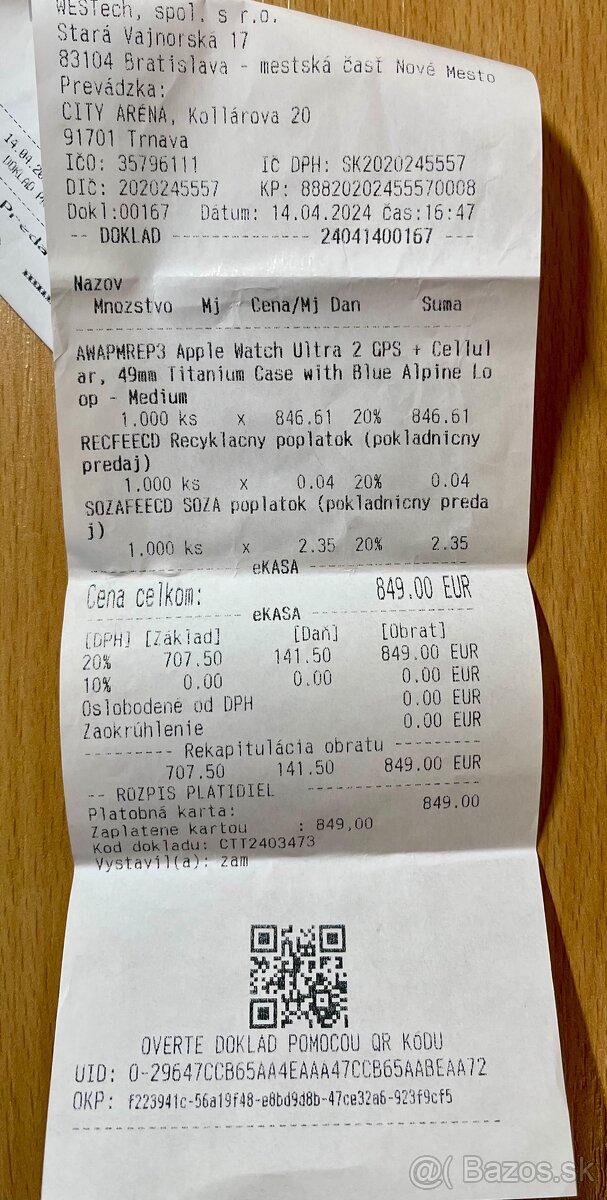 WESTech, spol. s r.o.
Stará Vajnorská 17
83104 Bratislava - mestská časť Nové Mesto
Prevádzka:
CITY ARÉNA, Kollárova 20
91701 Trnava
IČO: 35796111 IČ DPH: SK2020245557
DIČ: 2020245557 KP: 88820202455570008
Dokl:00167 Dátum: 14.04.2024 Čas:16:47
-- DOKLAD ------------- 24041400167 ---
Nazov
Mnozstvo Mj Cena/Mj Dan Suma
AWAPMREP3 Apple Watch Ultra 2 GPS + Cellul
ar, 49mm Titanium Case with Blue Alpine Lo
op - Medium
1.000 ks x 846.61 20% 846.61
RECFEECD Recyklacny poplatok (pokladnicny
predaj)
1.000 ks x 0.04 20% 0.04
SOZAFEECD SOZA poplatok (pokladnicny preda
j)
1.000 ks x 2.35 20% 2.35
eKASA
Cena celkom: 849.00 EUR
eKASA
[DPH] [Základ] [Daň] [Obrat]
20% 707.50 141.50 849.00 EUR
10% 0.00 0.00 0.00 EUR
Oslobodené od DPH 0.00 EUR
Zaokrúhlenie 0.00 EUR
--------- Rekapitulácia obratu ---------
707.50 141.50 849.00 EUR
-- ROZPIS PLATIDIEL ----------------
Platobná karta: 849.00
Zaplatene kartou : 849,00
Kod dokladu: CTT2403473
Vystavil(a): zam
OVERTE DOKLAD POMOCOU QR KÓDU
UID: O-29647CCB65AA4EAAA47CCB65AABEAA72
OKP: f223941c-56a19f48-e8bd9d8b-47ce32a6-923f9cf5
14.04.20
DOKLAD
Preda
@( Bazos.sk